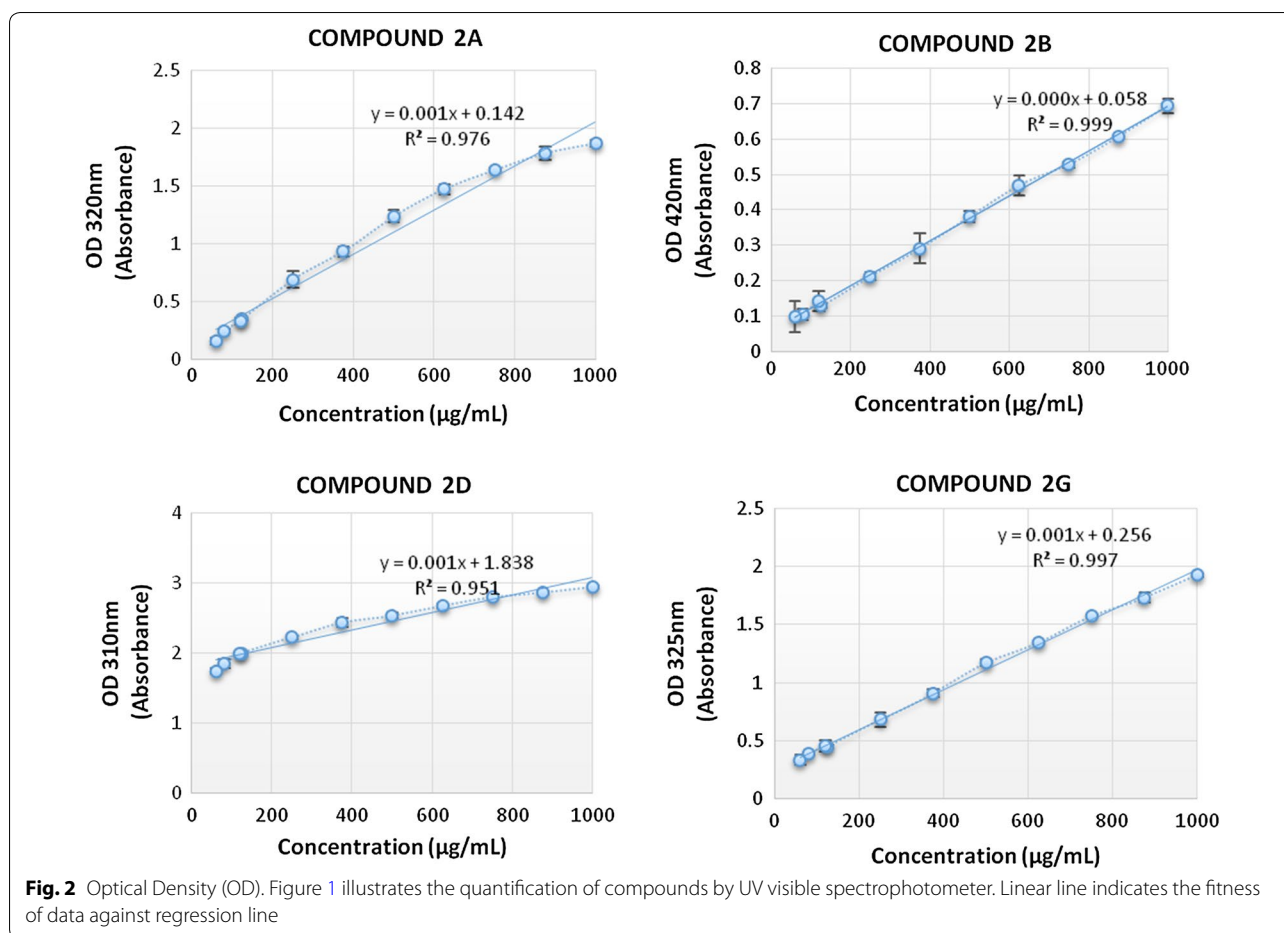 COMPOUND 2A
2.5
2
1.5
1
0.5
0
y = 0.001x + 0.142
R² = 0.976
OD 320nm
(Absorbance)
0 200 400 600 800 1000
Concentration (µg/mL)
COMPOUND 2B
0.8
0.7
0.6
0.5
0.4
0.3
0.2
0.1
0
y = 0.000x + 0.058
R² = 0.999
OD 420nm
(Absorbance)
0 200 400 600 800 1000
Concentration (µg/mL)
COMPOUND 2D
4
3
2
1
0
y = 0.001x + 1.838
R² = 0.951
OD 310nm
(Absorbance)
0 200 400 600 800 1000
Concentration (µg/mL)
COMPOUND 2G
2.5
2
1.5
1
0.5
0
y = 0.001x + 0.256
R² = 0.997
OD 325nm
(Absorbance)
0 200 400 600 800 1000
Concentration (µg/mL)
Fig. 2 Optical Density (OD). Figure 1 illustrates the quantification of compounds by UV visible spectrophotometer. Linear line indicates the fitness
of data against regression line